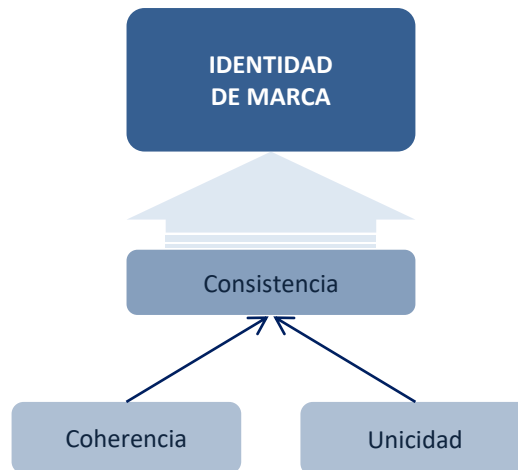 IDENTIDAD
DE MARCA
Consistencia
Coherencia
Unicidad